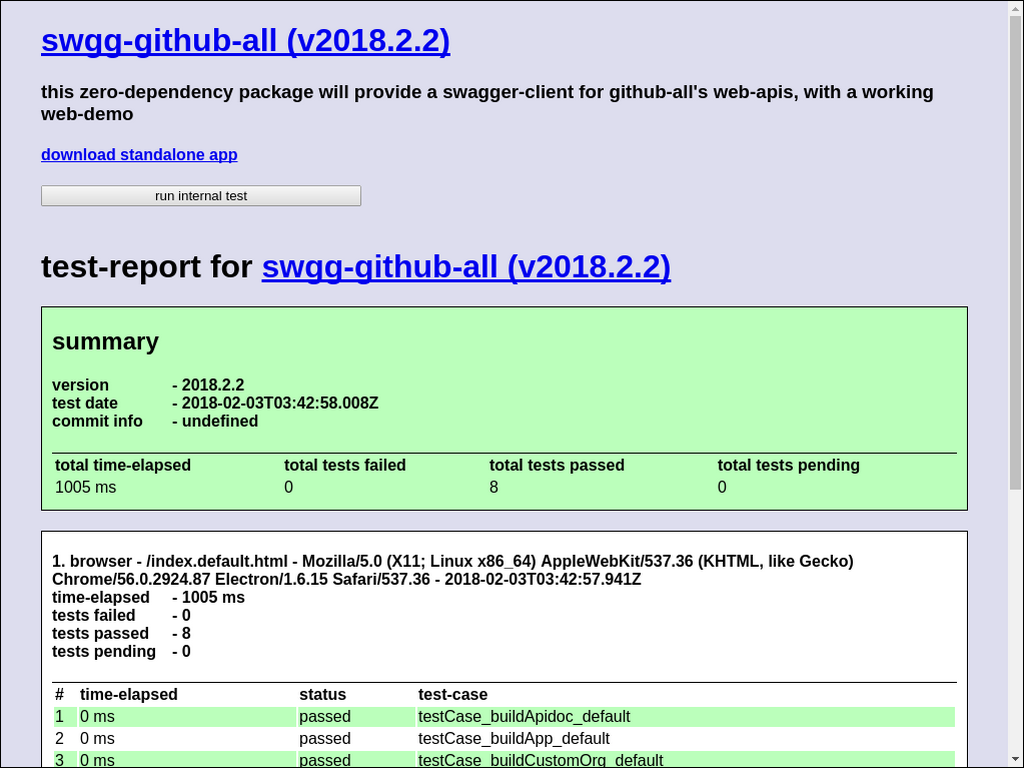 swgg-github-all (v2018.2.2)
this zero-dependency package will provide a swagger-client for github-all's web-apis, with a working
web-demo
download standalone app
run internal test
test-report for swgg-github-all (v2018.2.2)
summary
version - 2018.2.2
test date - 2018-02-03T03:42:58.008Z
commit info - undefined
total time-elapsed total tests failed total tests passed total tests pending
1005 ms 0 8 0
1. browser - /index.default.html - Mozilla/5.0 (X11; Linux x86_64) AppleWebKit/537.36 (KHTML, like Gecko)
Chrome/56.0.2924.87 Electron/1.6.15 Safari/537.36 - 2018-02-03T03:42:57.941Z
time-elapsed - 1005 ms
tests failed - 0
tests passed - 8
tests pending - 0
# time-elapsed status test-case
1 0 ms passed testCase_buildApidoc_default
2 0 ms passed testCase_buildApp_default
3 0 ms passed testCase_buildCustomOrg_default